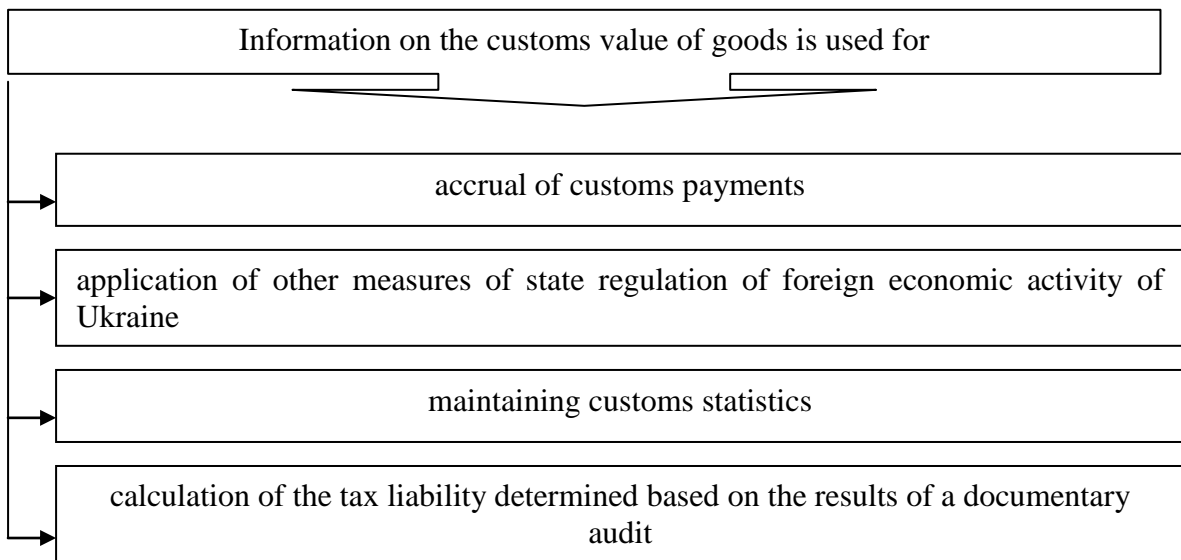 Information on the customs value of goods is used for
accrual of customs payments
application of other measures of state regulation of foreign economic activity of
Ukraine
maintaining customs statistics
calculation of the tax liability determined based on the results of a documentary
audit